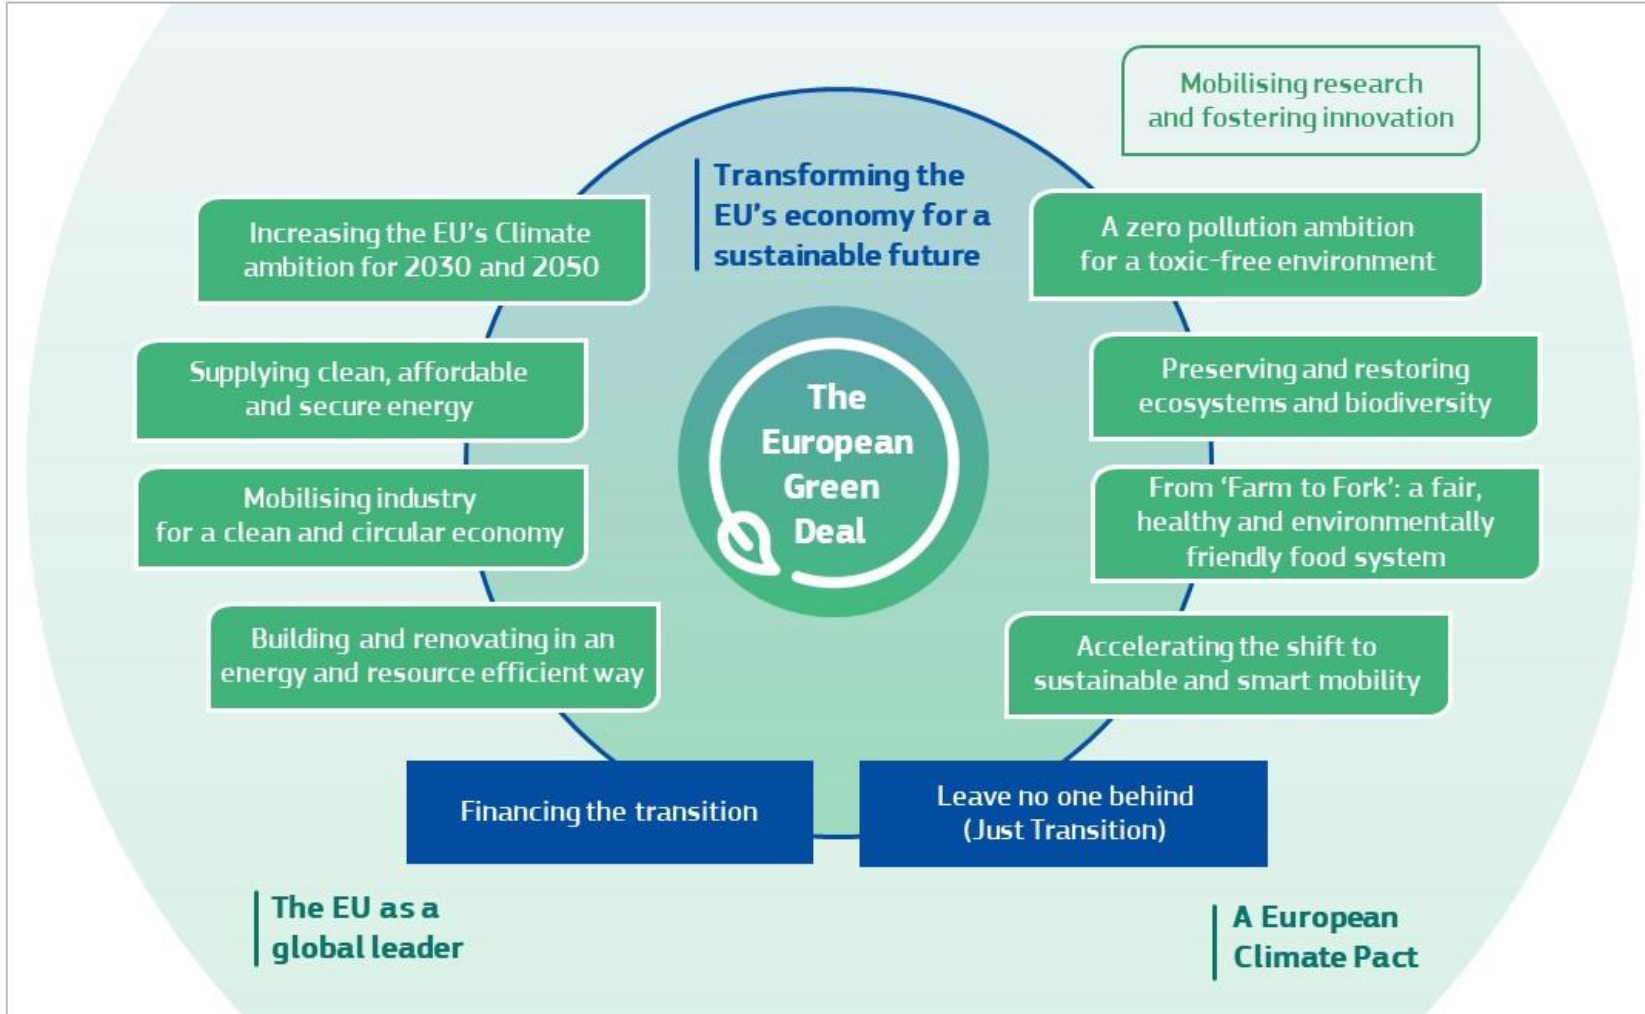 Mobilising research
and fostering innovation
Transforming the
EU's economy for a
sustainable future
Increasing the EU's Climate
ambition for 2030 and 2050
A zero pollution ambition
for a toxic-free environment
Supplying clean, affordable
and secure energy
Preserving and restoring
ecosystems and biodiversity
The
European
Green
Deal
Mobilising industry
for a clean and circular economy
From ‘Farm to Fork’: a fair,
healthy and environmentally
friendly food system
Building and renovating in an
energy and resource efficient way
Accelerating the shift to
sustainable and smart mobility
Financing the transition
Leave no one behind
(Just Transition)
The EU as a
global leader
A European
Climate Pact